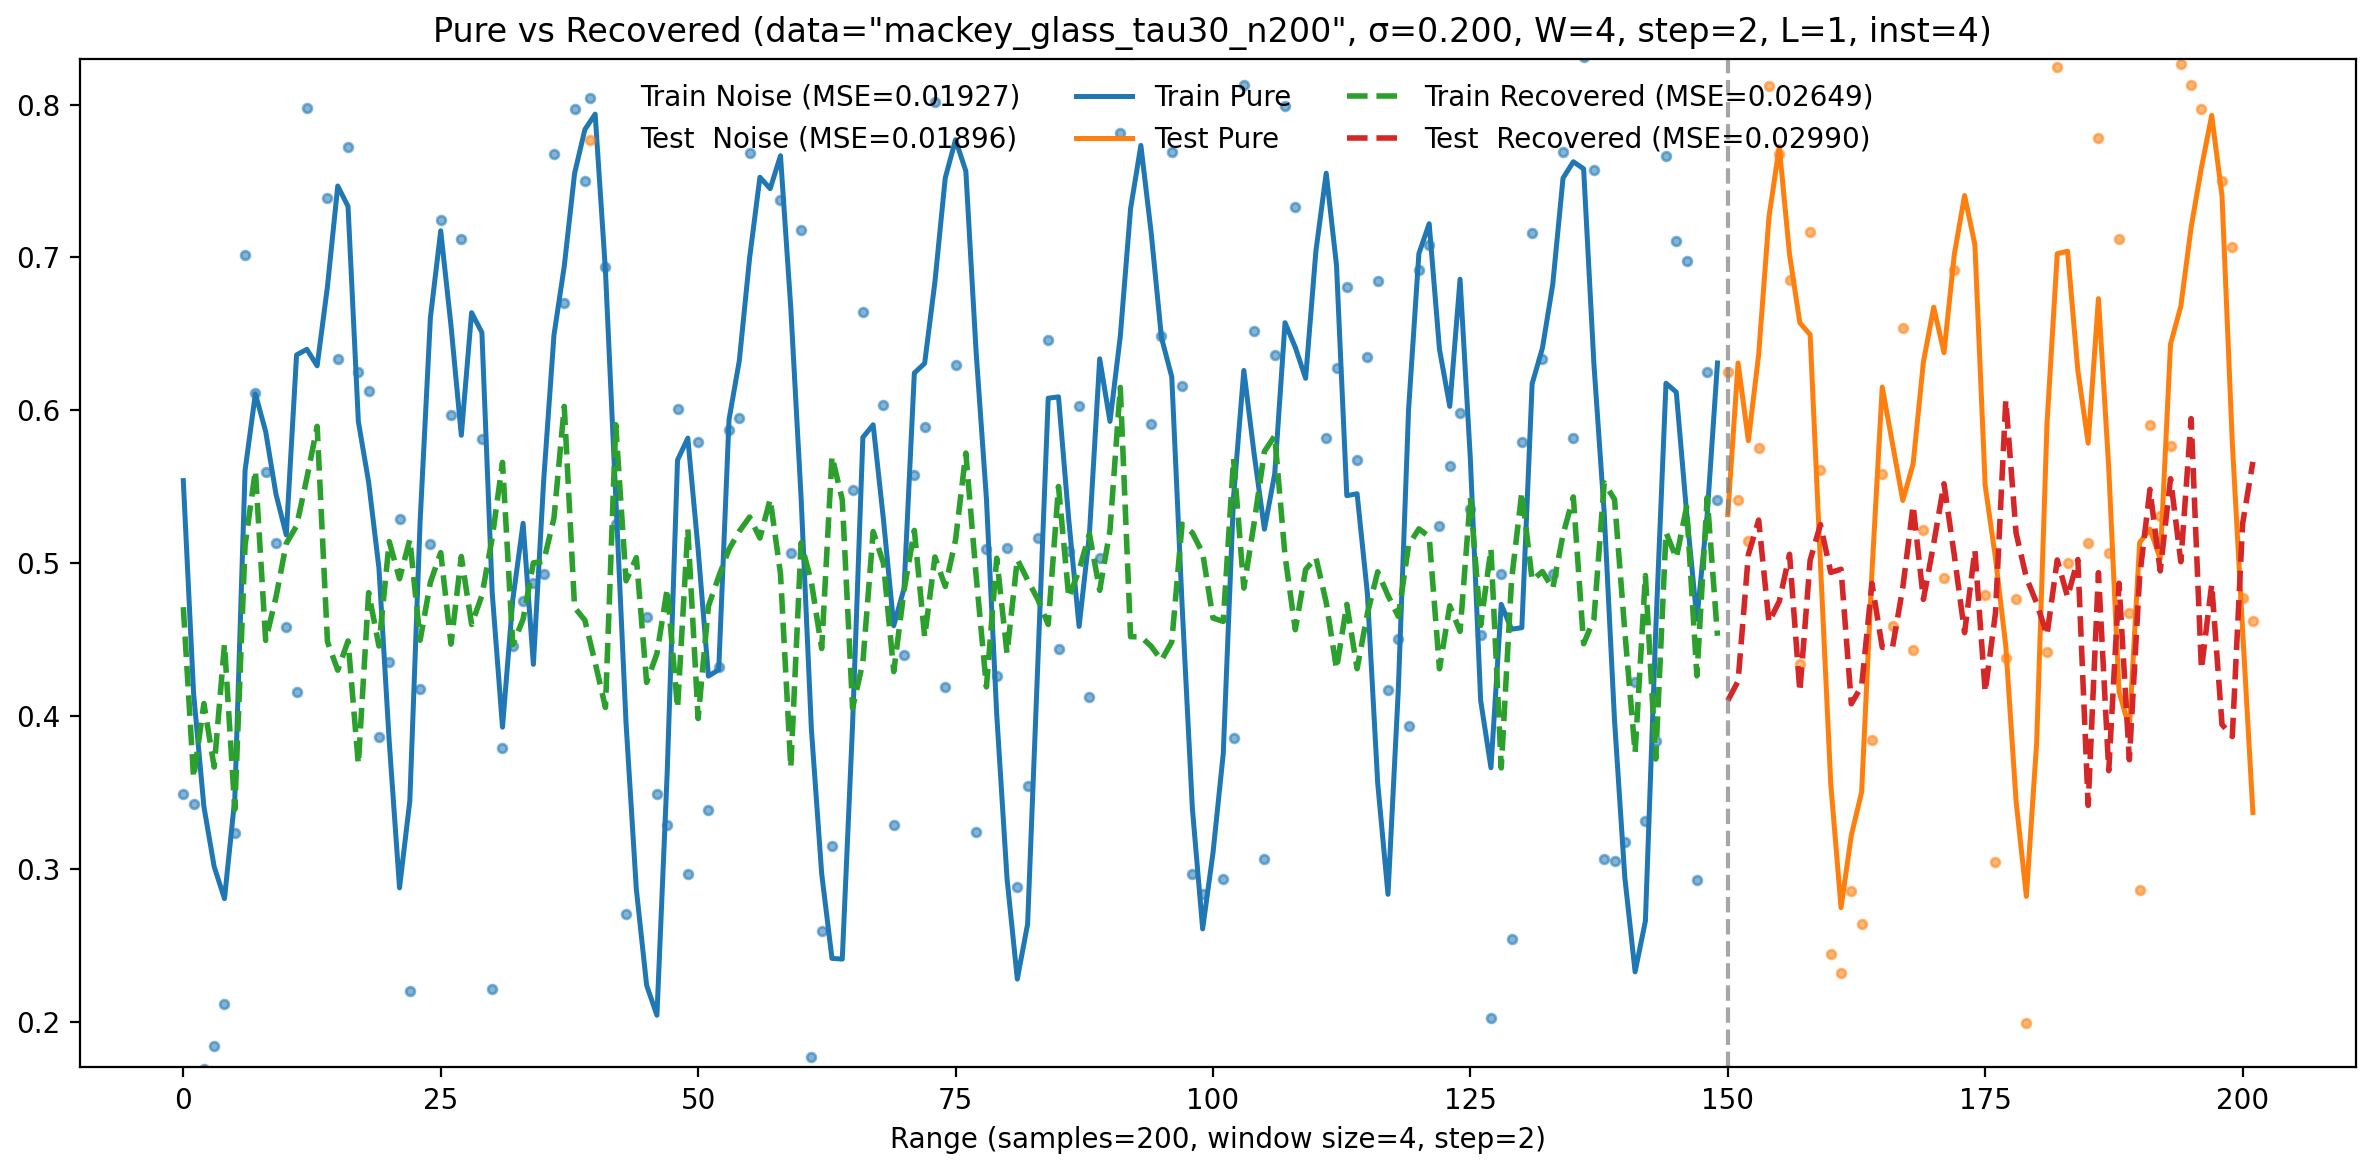 Pure vs Recovered (data="mackey_glass_tau30_n200", σ=0.200, W=4, step=2, L=1, inst=4)
Train Noise (MSE=0.01927) Train Pure Train Recovered (MSE=0.02649)
Test  Noise (MSE=0.01896) Test Pure Test  Recovered (MSE=0.02990)
0.8
0.7
0.6
0.5
0.4
0.3
0.2
0 25 50 75 100 125 150 175 200
Range (samples=200, window size=4, step=2)